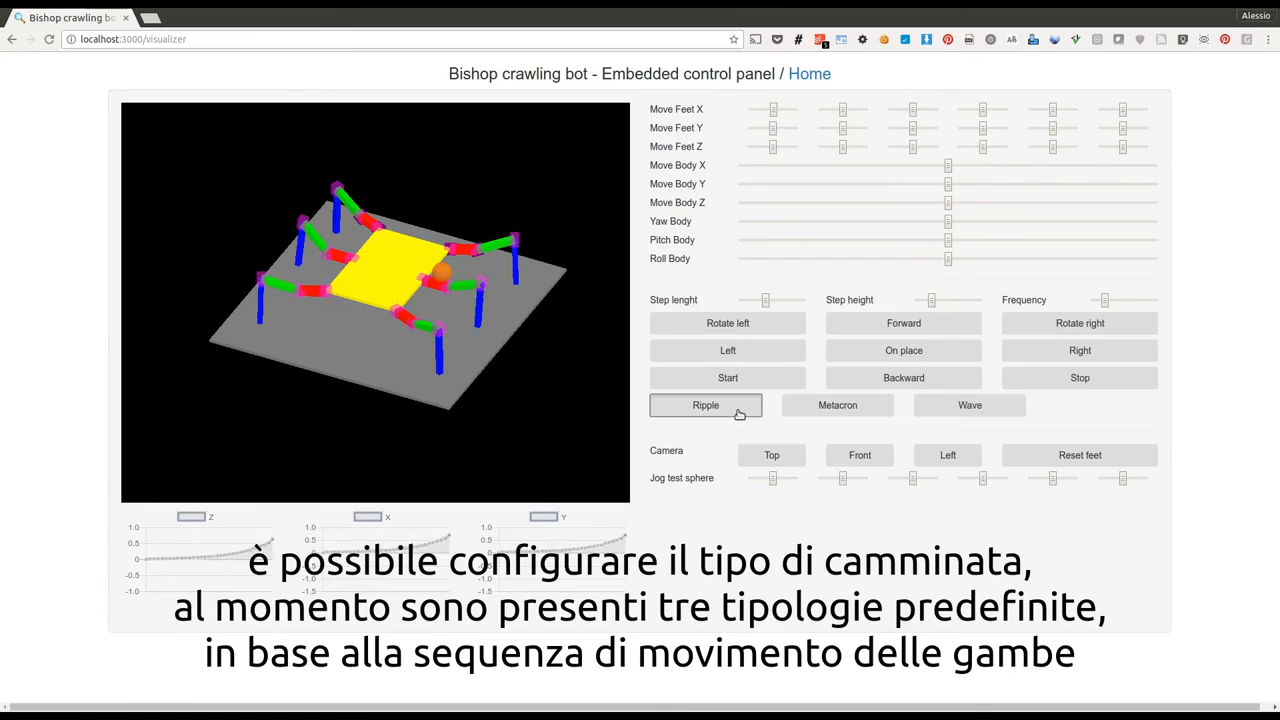 Bishop crawling bo
Alessio
localhost:3000/visualizer
Bishop crawling bot - Embedded control panel / Home
Move Feet X
Move Feet Y
Move Feet Z
Move Body X
Move Body Y
Move Body Z
Yaw Body
Pitch Body
Roll Body
Step lenght
Step height
Frequency
Rotate left
Forward
Rotate right
Left
On place
Right
Start
Backward
Stop
Ripple
Metacron
Wave
Camera
Top
Front
Left
Reset feet
Jog test sphere
Z
X
Y
1.0
0.5
0
-0.5
-1.0
1.0
0.5
-1.0
-1.5
1.0
0.5
-1.0
-1.5
è possibile configurare il tipo di camminata,
al momento sono presenti tre tipologie predefinite,
in base alla sequenza di movimento delle gambe